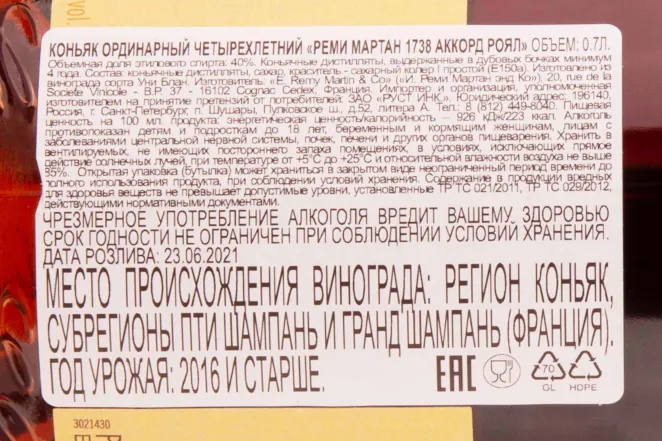 vol.
КОНЬЯК ОРДИНАРНЫЙ ЧЕТЫРЕХЛЕТНИЙ «РЕМИ МАРТАН 1738 АККОРД РОЯЛ» ОБЪЕМ: 0.7Л.
Объемная доля этилового спирта: 40%. Коньячные дистилляты, выдержанные в дубовых бочках минимум
4 года. Состав: коньячные дистилляты, сахар, краситель - сахарный колер I простой (Е150а). Изготовлено из
винограда сорта Уни Блан. Изготовитель: «E. Remy Martin & Co» («И. Реми Мартан энд Ко»), 20, rue de la
Societe Vinicole - B.P. 37 - 16102 Cognac Cedex, Франция. Импортер и организация, уполномоченная
изготовителем на принятие претензий от потребителей: ЗАО «РУСТ ИНК». Юридический адрес: 196140,
Россия, г. Санкт-Петербург, п. Шушары, Пулковское ш., д.52, литера А. Тел.: 8 (812) 449-8040. Пищевая
ценность на 100 мл. продукта: энергетическая ценность/калорийность – 926 кДж/223 ккал. Алкоголь
противопоказан детям и подросткам до 18 лет, беременным и кормящим женщинам, лицам с
заболеваниями центральной нервной системы, почек, печени и других органов пищеварения. Хранить в
вентилируемых, не имеющих постороннего запаха помещениях, в условиях, исключающих прямое
действие солнечных лучей, при температуре от +5°С до +25°С и относительной влажности воздуха не выше
85%. Открытая упаковка (бутылка) может храниться в закрытом виде неограниченный период времени до
полного использования продукта, при соблюдении условий хранения. Содержание в продукции вредных
для здоровья веществ не превышает допустимые уровни, установленные ТР ТС 021/2011, ТР ТС 029/2012,
действующими нормативными документами.
ЧРЕЗМЕРНОЕ УПОТРЕБЛЕНИЕ АЛКОГОЛЯ ВРЕДИТ ВАШЕМУ ЗДОРОВЬЮ
СРОК ГОДНОСТИ НЕ ОГРАНИЧЕН ПРИ СОБЛЮДЕНИИ УСЛОВИЙ ХРАНЕНИЯ.
ДАТА РОЗЛИВА: 23.06.2021
МЕСТО ПРОИСХОЖДЕНИЯ ВИНОГРАДА: РЕГИОН КОНЬЯК,
СУБРЕГИОНЫ ПТИ ШАМПАНЬ И ГРАНД ШАМПАНЬ (ФРАНЦИЯ).
ГОД УРОЖАЯ: 2016 И СТАРШЕ.
EAC
70
GL
HDPE
3021430